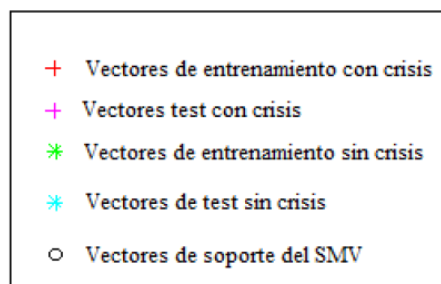 Vectores de entrenamiento con crisis
Vectores test con crisis
Vectores de entrenamiento sin crisis
Vectores de test sin crisis
Vectores de soporte del SMV